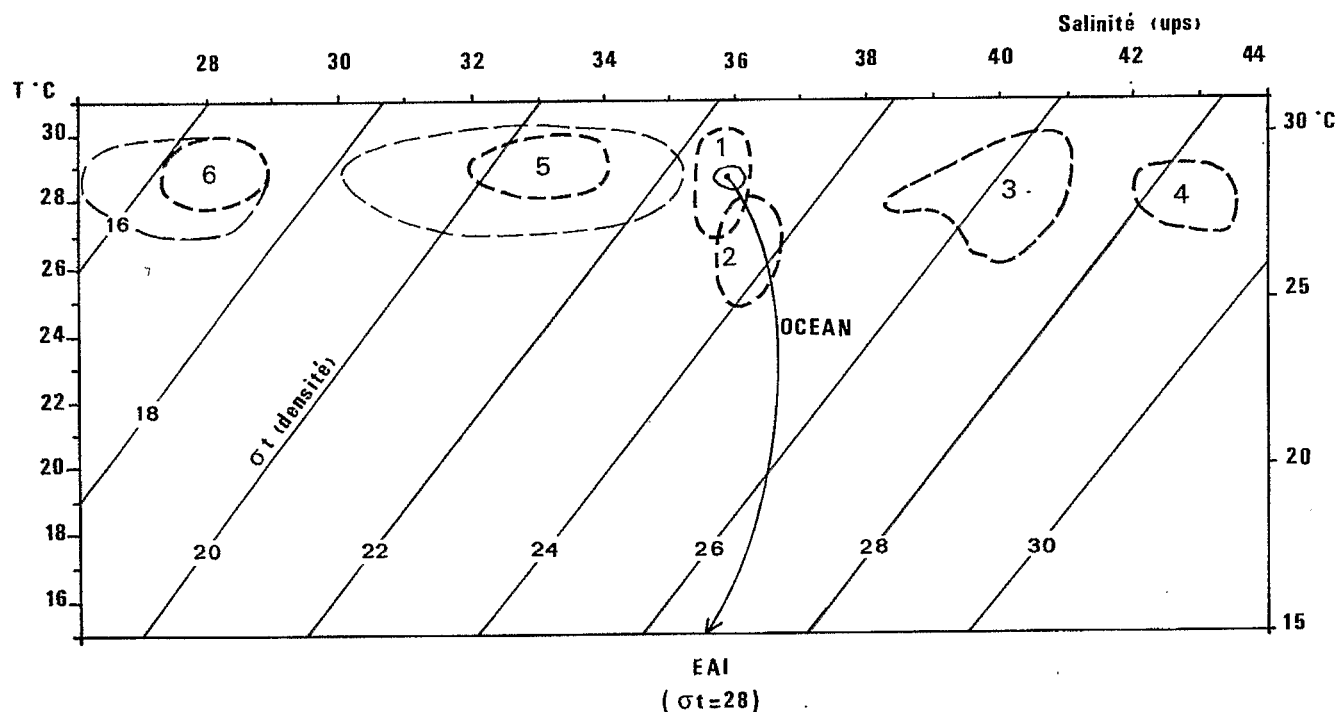 Salinité (ups)
28 30 32 34 36 38 40 42 44
T°C
30 30°C
1
6 5 3 4
28
16
2
26
25
OCEAN
24
σt (densité)
22
18
20 20
18
20 22 24 26 28 30
16
15
EAI
(σt=28)